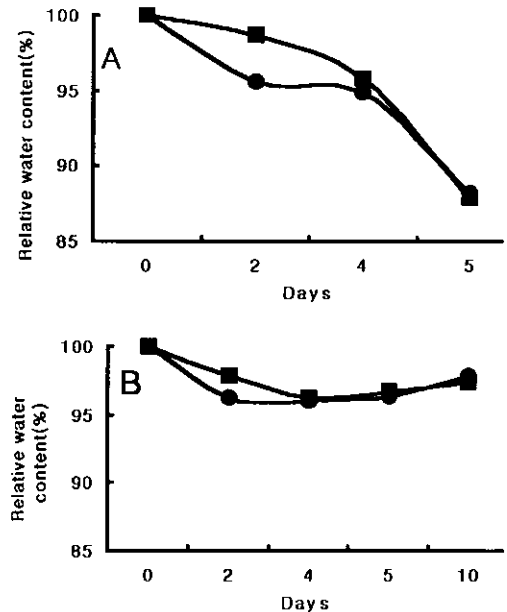 100
A
95
90
85
Relative water content(%)
0 2 4 5
Days
100
B
95
90
85
Relative water
content(%)
0 2 4 5 10
Days